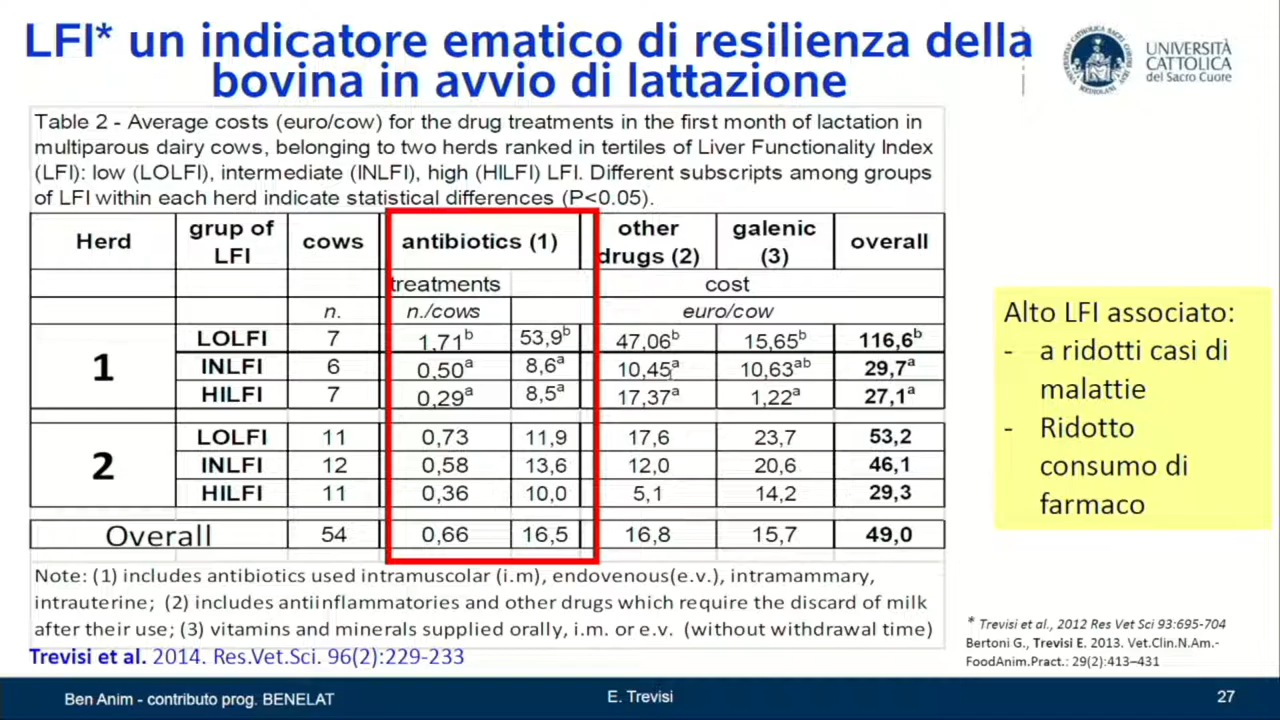 LFI* un indicatore ematico di resilienza della
bovina in avvio di lattazione
UNIVERSITÀ
CATTOLICA
del Sacro Cuore
Table 2 - Average costs (euro/cow) for the drug treatments in the first month of lactation in
multiparous dairy cows, belonging to two herds ranked in tertiles of Liver Functionality Index
(LFI): low (LOLFI), intermediate (INLFI), high (HILFI) LFI. Different subscripts among groups
of LFI within each herd indicate statistical differences (P<0.05).
Herd grup of LFI cows antibiotics (1) other drugs (2) galenic (3) overall
treatments cost
n. n./cows euro/cow
1
LOLFI 7 1,71b 53,9b 47,06b 15,65b 116,6b
INLFI 6 0,50a 8,6a 10,45a 10,63ab 29,7a
HILFI 7 0,29a 8,5a 17,37a 1,22a 27,1a
2
LOLFI 11 0,73 11,9 17,6 23,7 53,2
INLFI 12 0,58 13,6 12,0 20,6 46,1
HILFI 11 0,36 10,0 5,1 14,2 29,3
Overall 54 0,66 16,5 16,8 15,7 49,0
Note: (1) includes antibiotics used intramuscolar (i.m), endovenous(e.v.), intramammary,
intrauterine; (2) includes antiinflammatories and other drugs which require the discard of milk
after their use; (3) vitamins and minerals supplied orally, i.m. or e.v. (without withdrawal time)
Trevisi et al. 2014. Res.Vet.Sci. 96(2):229-233
Alto LFI associato:
- a ridotti casi di
malattie
- Ridotto
consumo di
farmaco
* Trevisi et al., 2012 Res Vet Sci 93:695-704
Bertoni G., Trevisi E. 2013. Vet.Clin.N.Am.-
FoodAnim.Pract.: 29(2):413–431
Ben Anim - contributo prog. BENELAT
E. Trevisi
27